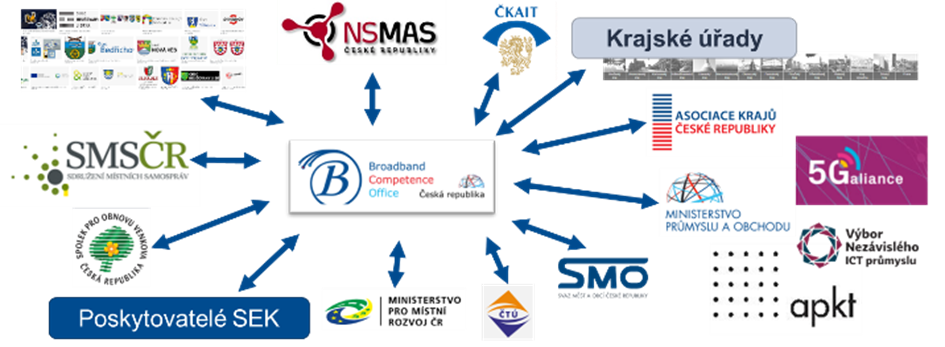 NSMAS
ČESKÉ REPUBLIKY
ČKAIT
Krajské úřady
ASOCIACE KRAJŮ
ČESKÉ REPUBLIKY
SMSČR
SDRUŽENÍ MÍSTNÍCH SAMOSPRÁV
B
Broadband
Competence
Office
Česká republika
5G aliance
MINISTERSTVO
PRŮMYSLU A OBCHODU
SPOLEK PRO OBNOVU VENKOVA
ČESKÁ REPUBLIKA
Výbor
Nezávislého
ICT průmyslu
SMO
SVAZ MĚST A OBCÍ ČESKÉ REPUBLIKY
apkt
Poskytovatelé SEK
MINISTERSTVO
PRO MÍSTNÍ
ROZVOJ ČR
ČTÚ